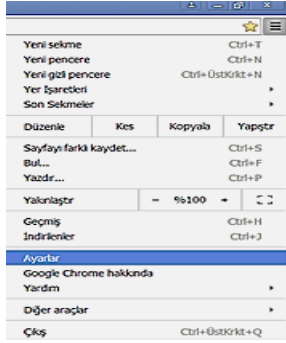 Yeni sekme Ctrl+T
Yeni pencere Ctrl+N
Yeni gizli pencere Ctrl+ÜstKrkt+N
Yer İşaretleri
Son Sekmeler
Düzenle Kes Kopyala Yapıştır
Sayfayı farklı kaydet... Ctrl+S
Bul... Ctrl+F
Yazdır... Ctrl+P
Yakınlaştır - %100 +
Geçmiş Ctrl+H
İndirilenler Ctrl+J
Ayarlar
Google Chrome hakkında
Yardım
Diğer araçlar
Çıkış Ctrl+ÜstKrkt+Q